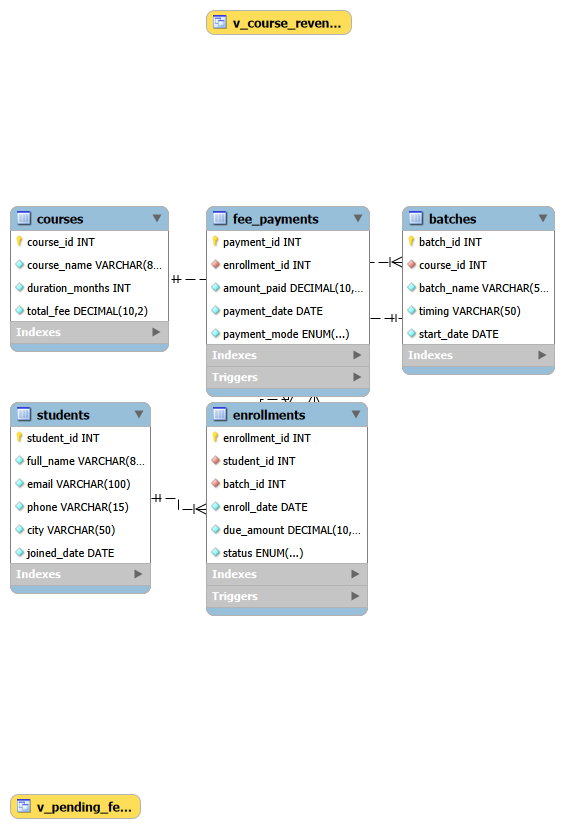 v_course_reven...
courses
course_id INT
course_name VARCHAR(8...
duration_months INT
total_fee DECIMAL(10,2)
Indexes
fee_payments
payment_id INT
enrollment_id INT
amount_paid DECIMAL(10,...
payment_date DATE
payment_mode ENUM(...)
Indexes
Triggers
batches
batch_id INT
course_id INT
batch_name VARCHAR(5...
timing VARCHAR(50)
start_date DATE
Indexes
students
student_id INT
full_name VARCHAR(8...
email VARCHAR(100)
phone VARCHAR(15)
city VARCHAR(50)
joined_date DATE
Indexes
enrollments
enrollment_id INT
student_id INT
batch_id INT
enroll_date DATE
due_amount DECIMAL(10,...
status ENUM(...)
Indexes
Triggers
v_pending_fe...